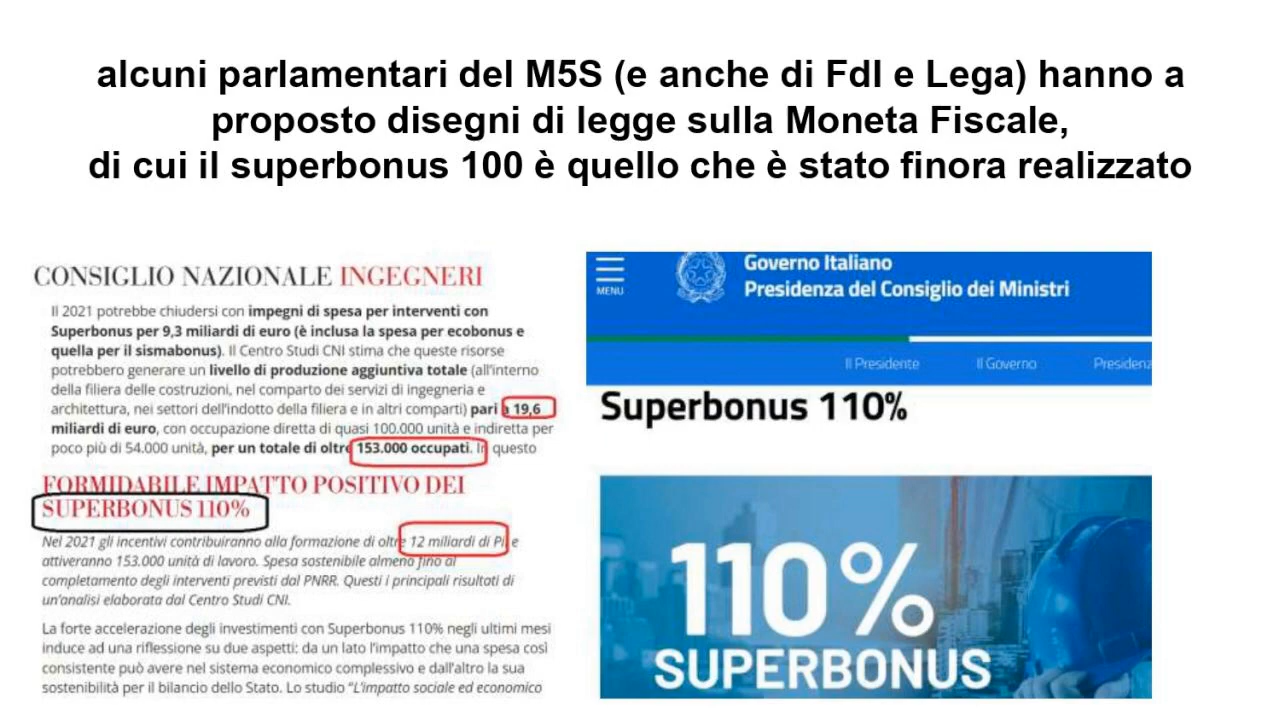 alcuni parlamentari del M5S (e anche di FdI e Lega) hanno a
proposto disegni di legge sulla Moneta Fiscale,
di cui il superbonus 100 è quello che è stato finora realizzato
CONSIGLIO NAZIONALE INGEGNERI
Il 2021 potrebbe chiudersi con impegni di spesa per interventi con
Superbonus per 9,3 miliardi di euro (è inclusa la spesa per ecobonus e
quella per il sismabonus). Il Centro Studi CNI stima che queste risorse
potrebbero generare un livello di produzione aggiuntiva totale (all'interno
della filiera delle costruzioni, nel comparto dei servizi di ingegneria e
architettura, nei settori dell'indotto della filiera e in altri comparti) pari a 19,6
miliardi di euro, con occupazione diretta di quasi 100.000 unità e indiretta per
poco più di 54.000 unità, per un totale di oltre 153.000 occupati. In questo
FORMIDABILE IMPATTO POSITIVO DEI
SUPERBONUS 110%
Nel 2021 gli incentivi contribuiranno alla formazione di oltre 12 miliardi di Pil e
attiveranno 153.000 unità di lavoro. Spesa sostenibile almeno fino al
completamento degli interventi previsti dal PNRR. Questi i principali risultati di
un'analisi elaborata dal Centro Studi CNI.
La forte accelerazione degli investimenti con Superbonus 110% negli ultimi mesi
induce ad una riflessione su due aspetti: da un lato l'impatto che una spesa così
consistente può avere nel sistema economico complessivo e dall'altro la sua
sostenibilità per il bilancio dello Stato. Lo studio “L'impatto sociale ed economico
MENU
Governo Italiano
Presidenza del Consiglio dei Ministri
Il Presidente Il Governo Presidenz
Superbonus 110%
110%
SUPERBONUS